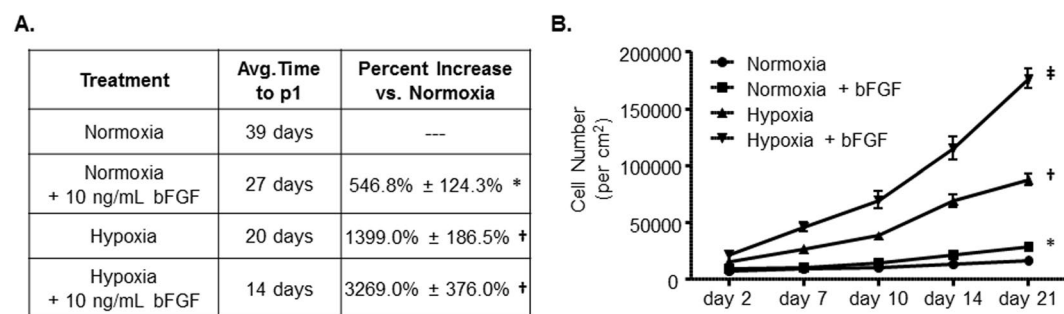 A.
Treatment
Avg.Time
to p1
Percent Increase
vs. Normoxia
Normoxia
39 days
---
Normoxia
+ 10 ng/mL bFGF
27 days
546.8% ± 124.3% *
Hypoxia
20 days
1399.0% ± 186.5% †
Hypoxia
+ 10 ng/mL bFGF
14 days
3269.0% ± 376.0% †
B.
200000
150000
100000
50000
0
Cell Number
(per cm²)
Normoxia
Normoxia + bFGF
Hypoxia
Hypoxia + bFGF
‡
†
*
day 2
day 7
day 10
day 14
day 21